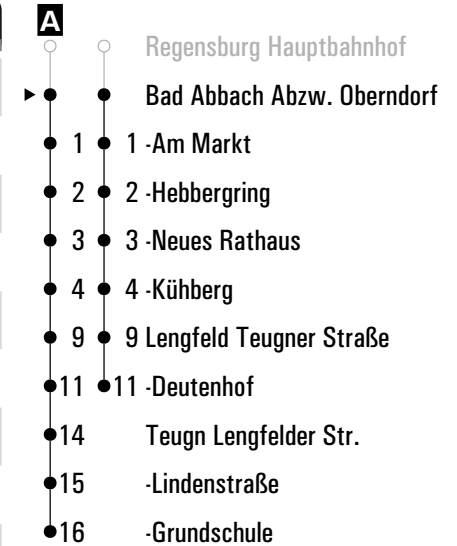 A
Regensburg Hauptbahnhof
Bad Abbach Abzw. Oberndorf
1 1 -Am Markt
2 2 -Hebbergring
3 3 -Neues Rathaus
4 4 -Kühberg
9 9 Lengfeld Teugner Straße
11 11 -Deutenhof
14 Teugn Lengfelder Str.
15 -Lindenstraße
16 -Grundschule